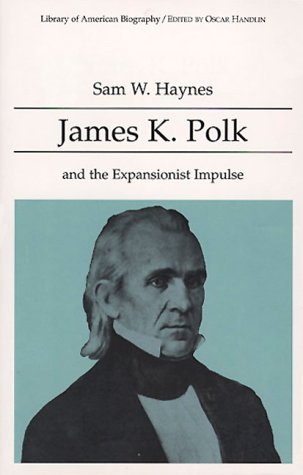 Library of American Biography / EDITED BY OSCAR HANDLIN
Sam W. Haynes
James K. Polk
and the Expansionist Impulse